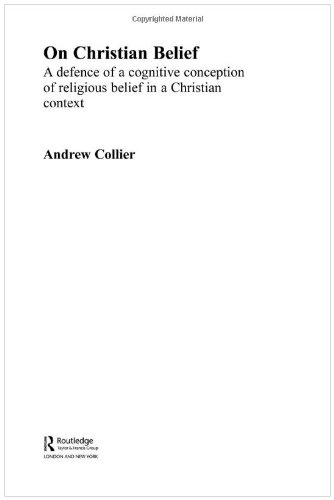 Copyrighted Material
On Christian Belief
A defence of a cognitive conception
of religious belief in a Christian
context
Andrew Collier
R Routledge
Taylor & Francis Group
LONDON AND NEW YORK